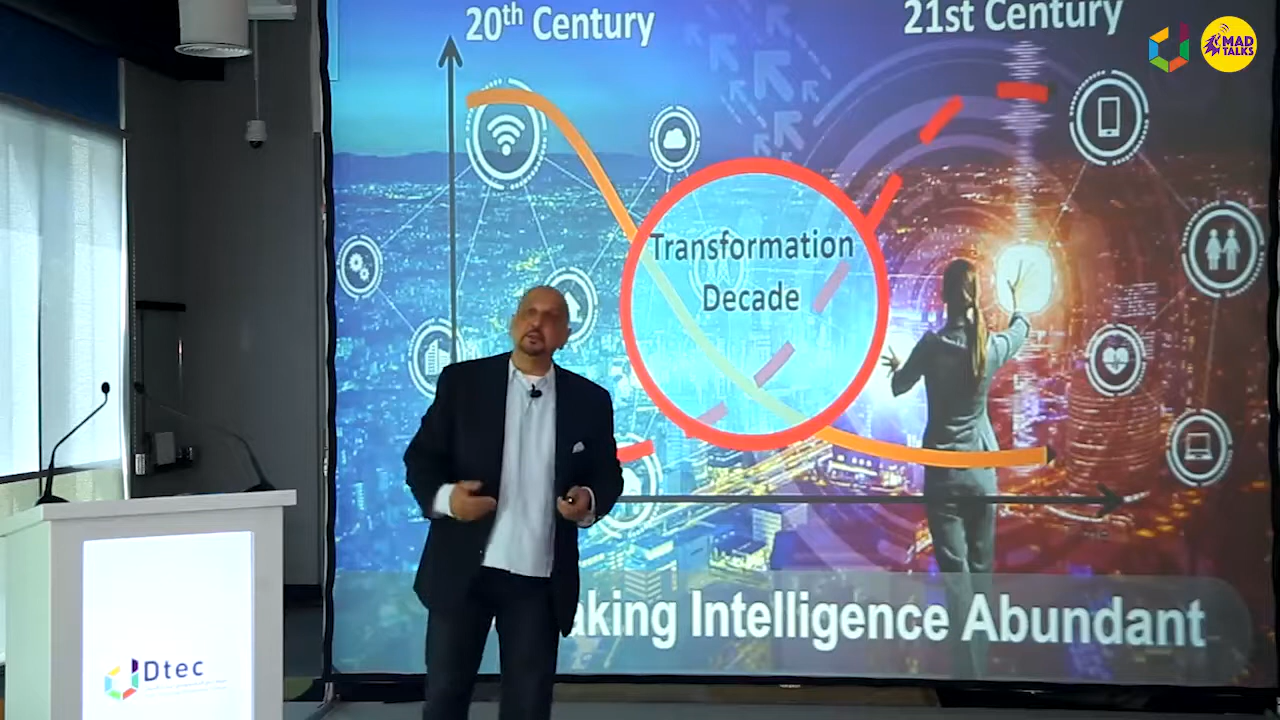 20th Century
21st Century
MAD
TALKS
Transformation
Decade
aking Intelligence Abundant
Dtec